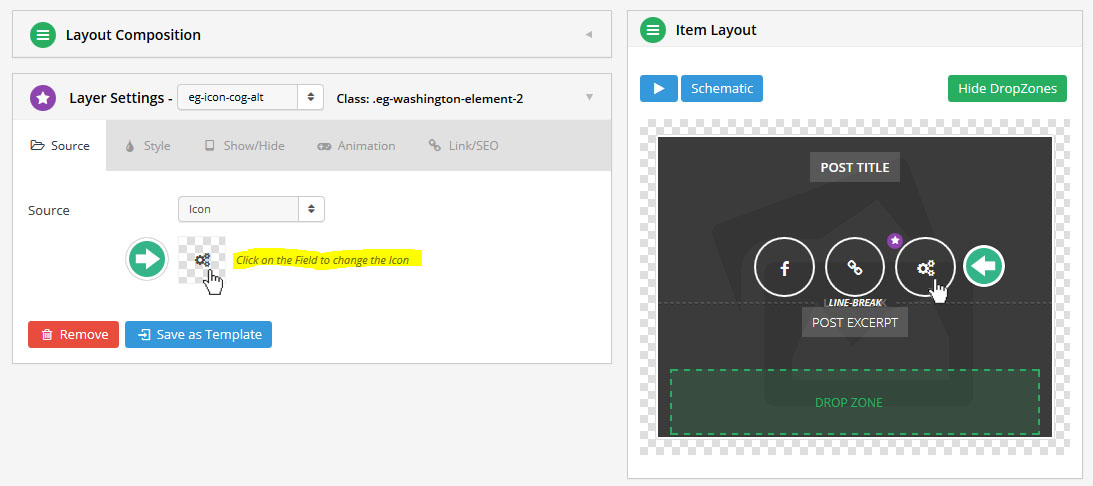 Layout Composition
Layer Settings - eg-icon-cog-alt Class: .eg-washington-element-2
Source Style Show/Hide Animation Link/SEO
Source Icon
Click on the Field to change the Icon
Remove Save as Template
Item Layout
Schematic Hide DropZones
POST TITLE
LINE-BREAK
POST EXCERPT
DROP ZONE